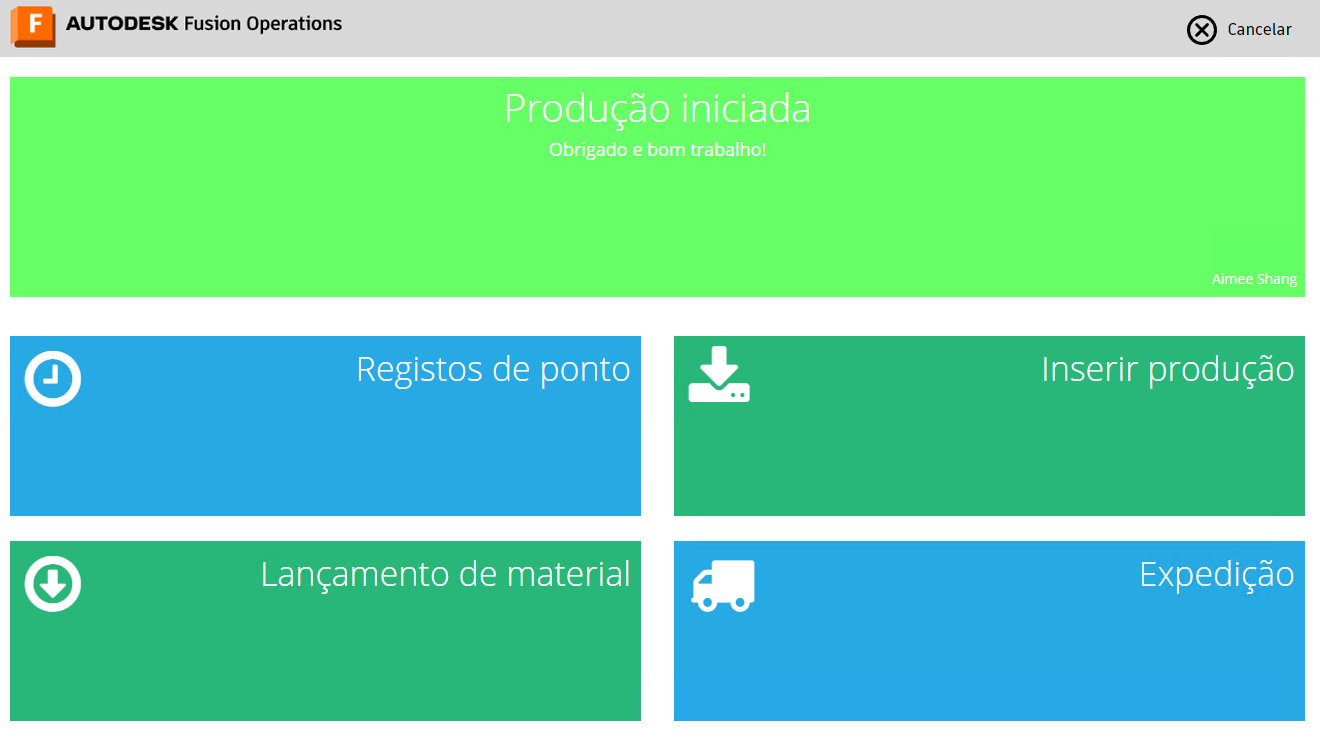 F AUTODESK Fusion Operations
Cancelar
Produção iniciada
Obrigado e bom trabalho!
Aimee Shang
Registos de ponto
Inserir produção
Lançamento de material
Expedição